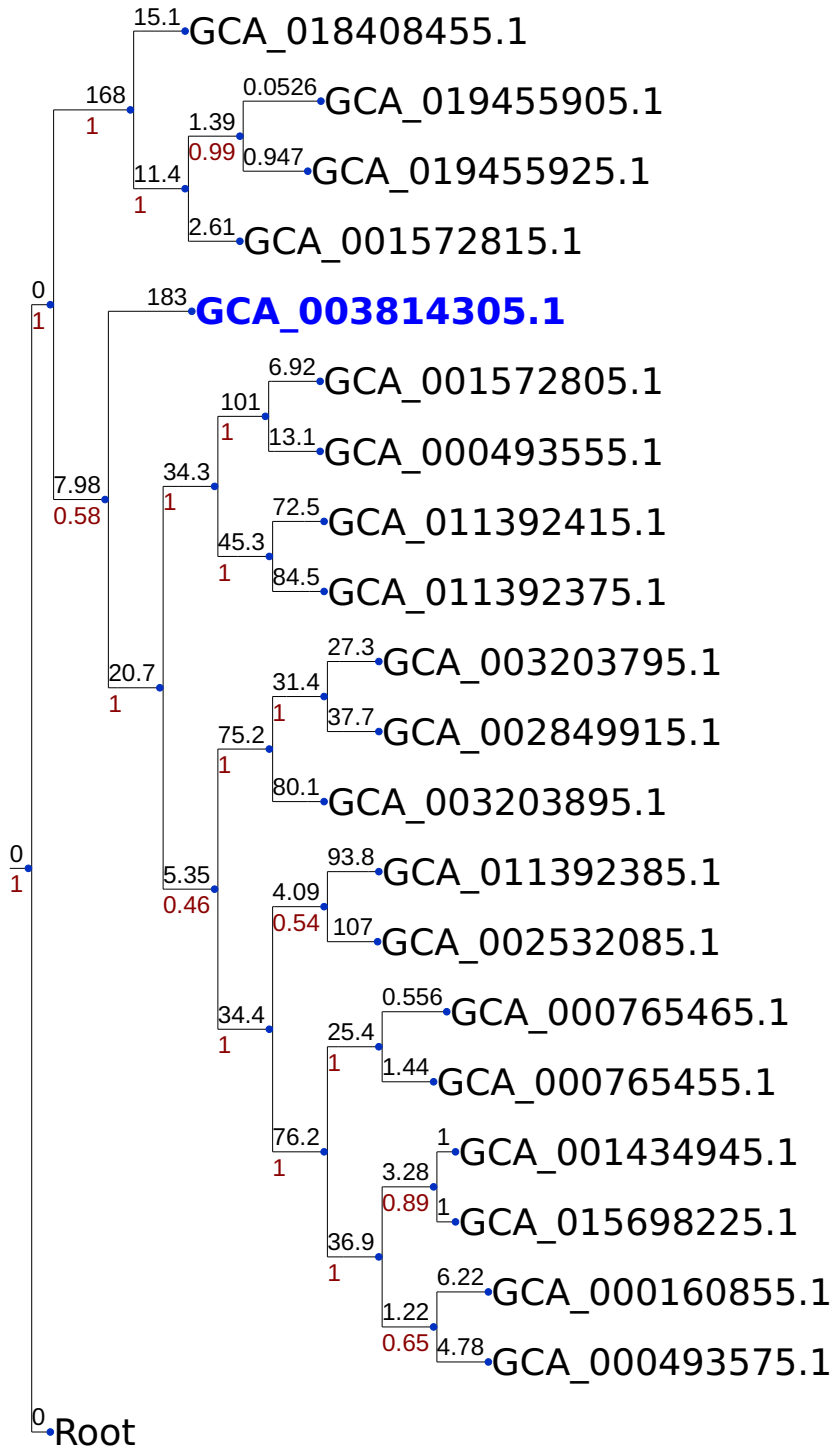 15.1
GCA_018408455.1
168
0.0526
GCA_019455905.1
1
1.39
0.99
0.947
GCA_019455925.1
11.4
1
2.61
GCA_001572815.1
0
1
183
GCA_003814305.1
6.92
GCA_001572805.1
101
1
13.1
GCA_000493555.1
34.3
1
7.98
0.58
72.5
GCA_011392415.1
45.3
1
84.5
GCA_011392375.1
27.3
GCA_003203795.1
20.7
1
31.4
1
37.7
GCA_002849915.1
75.2
1
80.1
GCA_003203895.1
0
1
5.35
0.46
93.8
GCA_011392385.1
4.09
0.54
107
GCA_002532085.1
34.4
1
0.556
GCA_000765465.1
25.4
1
1.44
GCA_000765455.1
76.2
1
1
GCA_001434945.1
3.28
0.89
1
GCA_015698225.1
36.9
1
6.22
GCA_000160855.1
1.22
0.65
4.78
GCA_000493575.1
0
Root